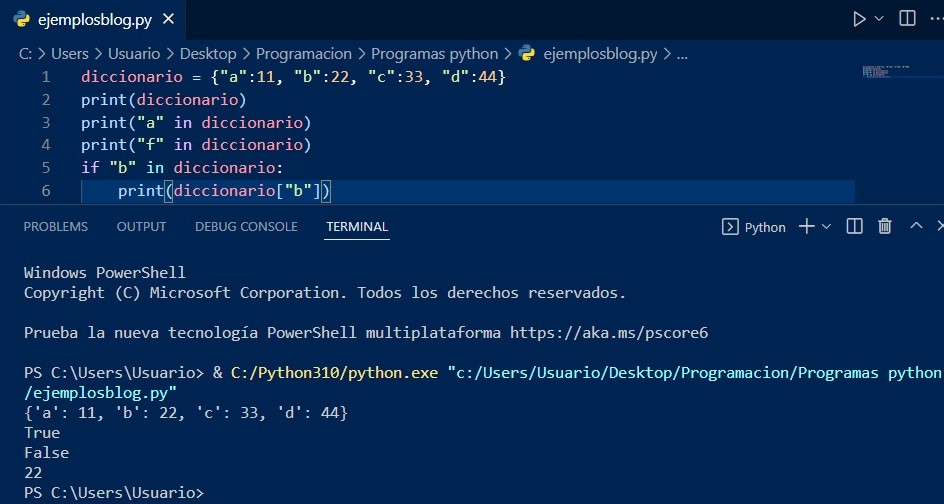 ejemplosblog.py
C: > Users > Usuario > Desktop > Programacion > Programas python > ejemplosblog.py > ...
1 diccionario = {"a":11, "b":22, "c":33, "d":44}
2 print(diccionario)
3 print("a" in diccionario)
4 print("f" in diccionario)
5 if "b" in diccionario:
6     print(diccionario["b"])
PROBLEMS OUTPUT DEBUG CONSOLE TERMINAL Python
Windows PowerShell
Copyright (C) Microsoft Corporation. Todos los derechos reservados.
Prueba la nueva tecnología PowerShell multiplataforma https://aka.ms/pscore6
PS C:\Users\Usuario> & C:/Python310/python.exe "c:/Users/Usuario/Desktop/Programacion/Programas python
/ejemplosblog.py"
{'a': 11, 'b': 22, 'c': 33, 'd': 44}
True
False
22
PS C:\Users\Usuario>